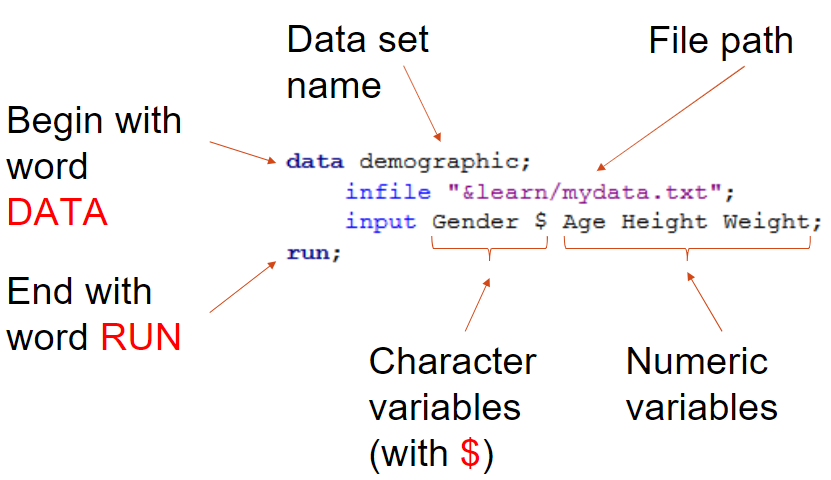 Data set
name
File path
Begin with
word
DATA
data demographic;
infile "&learn/mydata.txt";
input Gender $ Age Height Weight;
run;
End with
word RUN
Character
variables
(with $)
Numeric
variables